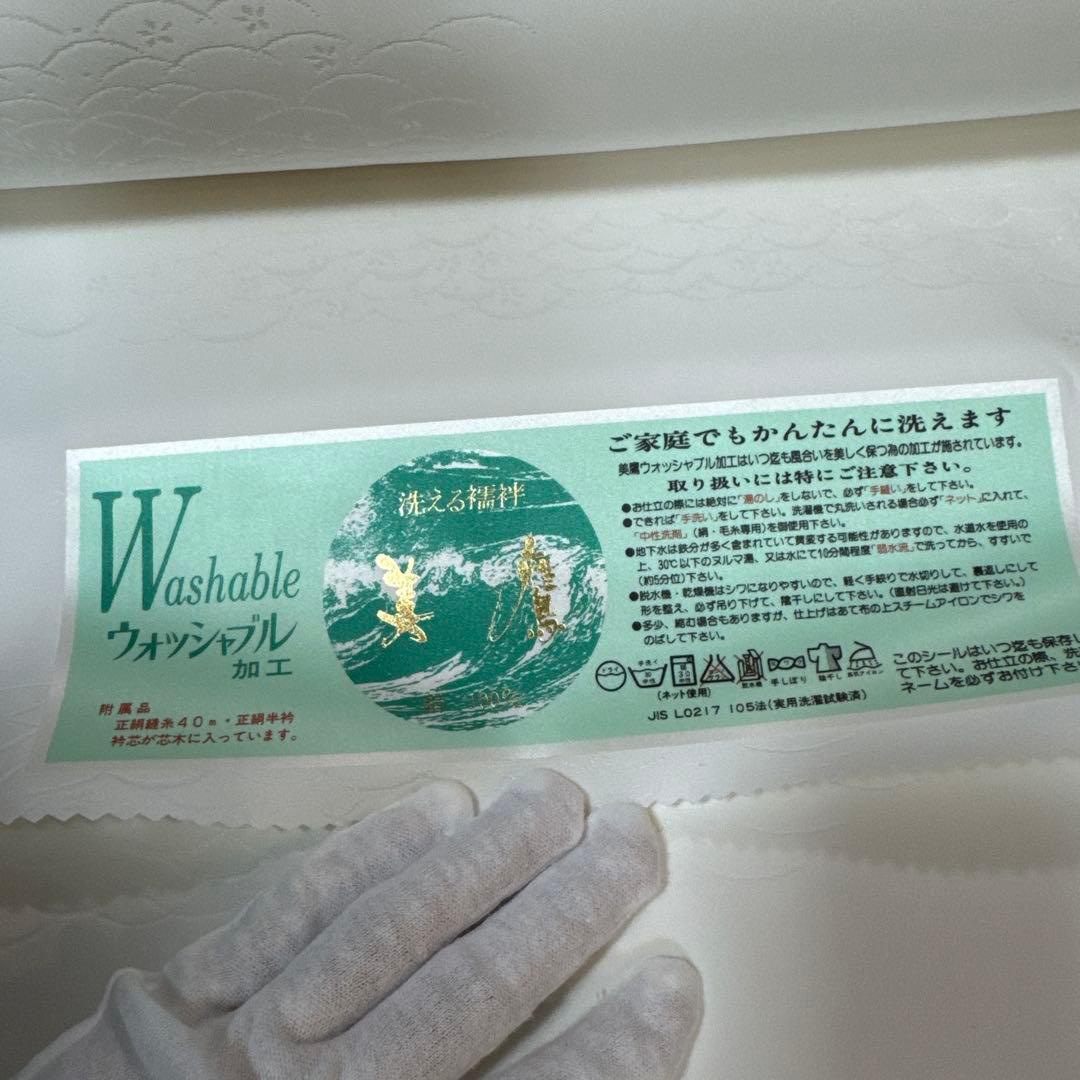 Washable
ウォッシャブル
加工
附属品
正絹縫糸40m・正絹半衿
衿芯が芯木に入っています。
洗える襦袢
美鷹
絹 100%
ご家庭でもかんたんに洗えます
美鷹ウォッシャブル加工はいつ迄も風合いを美しく保つ為の加工が施されています。
取り扱いには特にご注意下さい。
●お仕立の際には絶対に「湯のし」をしないで、必ず「手縫い」をして下さい。
●できれば「手洗い」をして下さい。洗濯機で丸洗いされる場合必ず「ネット」に入れて、
「中性洗剤」(絹・毛糸専用)を御使用下さい。
●地下水は鉄分が多く含まれていて黄変する可能性がありますので、水道水を使用の
上、30℃以下のヌルマ湯、又は水にて10分間程度「弱水流」で洗ってから、すすいで
(約5分位)下さい。
●脱水機・乾燥機はシワになりやすいので、軽く手絞りで水切りして、裏返しにして
形を整え、必ず吊り下げて、陰干しにして下さい。(直射日光は避けて下さい。)
●多少、縮む場合もありますが、仕上げはあて布の上スチームアイロンでシワを
のばして下さい。
ドライ
手洗イ
30
中性
(ネット使用)
手しぼり
陰干し
JIS L0217 105法(実用洗濯試験済)
このシールはいつ迄も保存し
て下さい。お仕立の際、洗
ネームを必ずお付け下さ